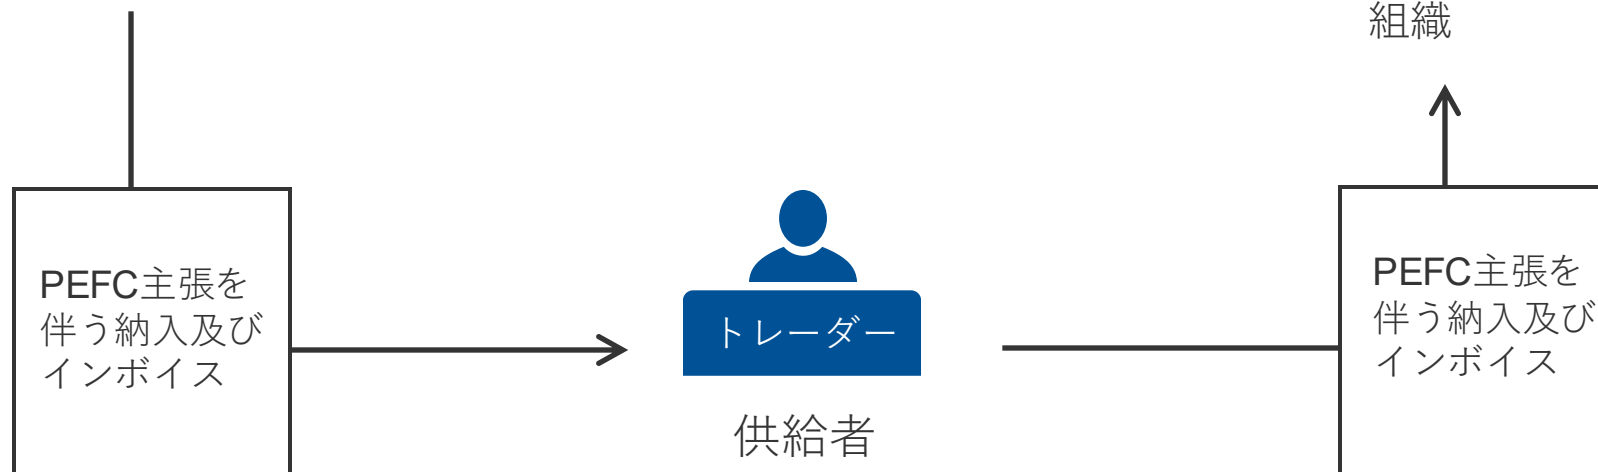 組織
PEFC主張を
伴う納入及び
インボイス
トレーダー
供給者
PEFC主張を
伴う納入及び
インボイス